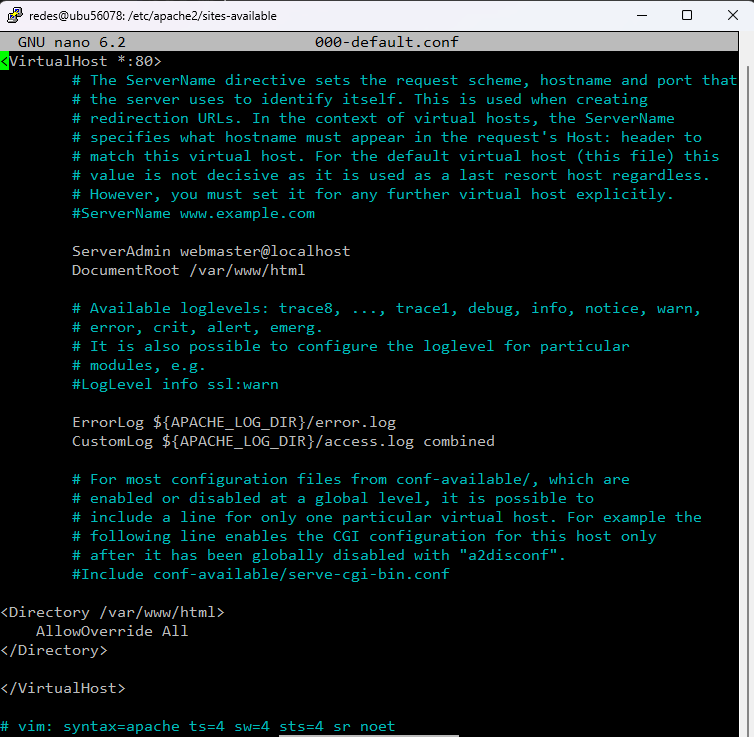 redes@ubu56078: /etc/apache2/sites-available
GNU nano 6.2 000-default.conf
<VirtualHost *:80>
# The ServerName directive sets the request scheme, hostname and port that
# the server uses to identify itself. This is used when creating
# redirection URLs. In the context of virtual hosts, the ServerName
# specifies what hostname must appear in the request's Host: header to
# match this virtual host. For the default virtual host (this file) this
# value is not decisive as it is used as a last resort host regardless.
# However, you must set it for any further virtual host explicitly.
#ServerName www.example.com
ServerAdmin webmaster@localhost
DocumentRoot /var/www/html
# Available loglevels: trace8, ..., trace1, debug, info, notice, warn,
# error, crit, alert, emerg.
# It is also possible to configure the loglevel for particular
# modules, e.g.
#LogLevel info ssl:warn
ErrorLog ${APACHE_LOG_DIR}/error.log
CustomLog ${APACHE_LOG_DIR}/access.log combined
# For most configuration files from conf-available/, which are
# enabled or disabled at a global level, it is possible to
# include a line for only one particular virtual host. For example the
# following line enables the CGI configuration for this host only
# after it has been globally disabled with "a2disconf".
#Include conf-available/serve-cgi-bin.conf
<Directory /var/www/html>
AllowOverride All
</Directory>
</VirtualHost>
# vim: syntax=apache ts=4 sw=4 sts=4 sr noet